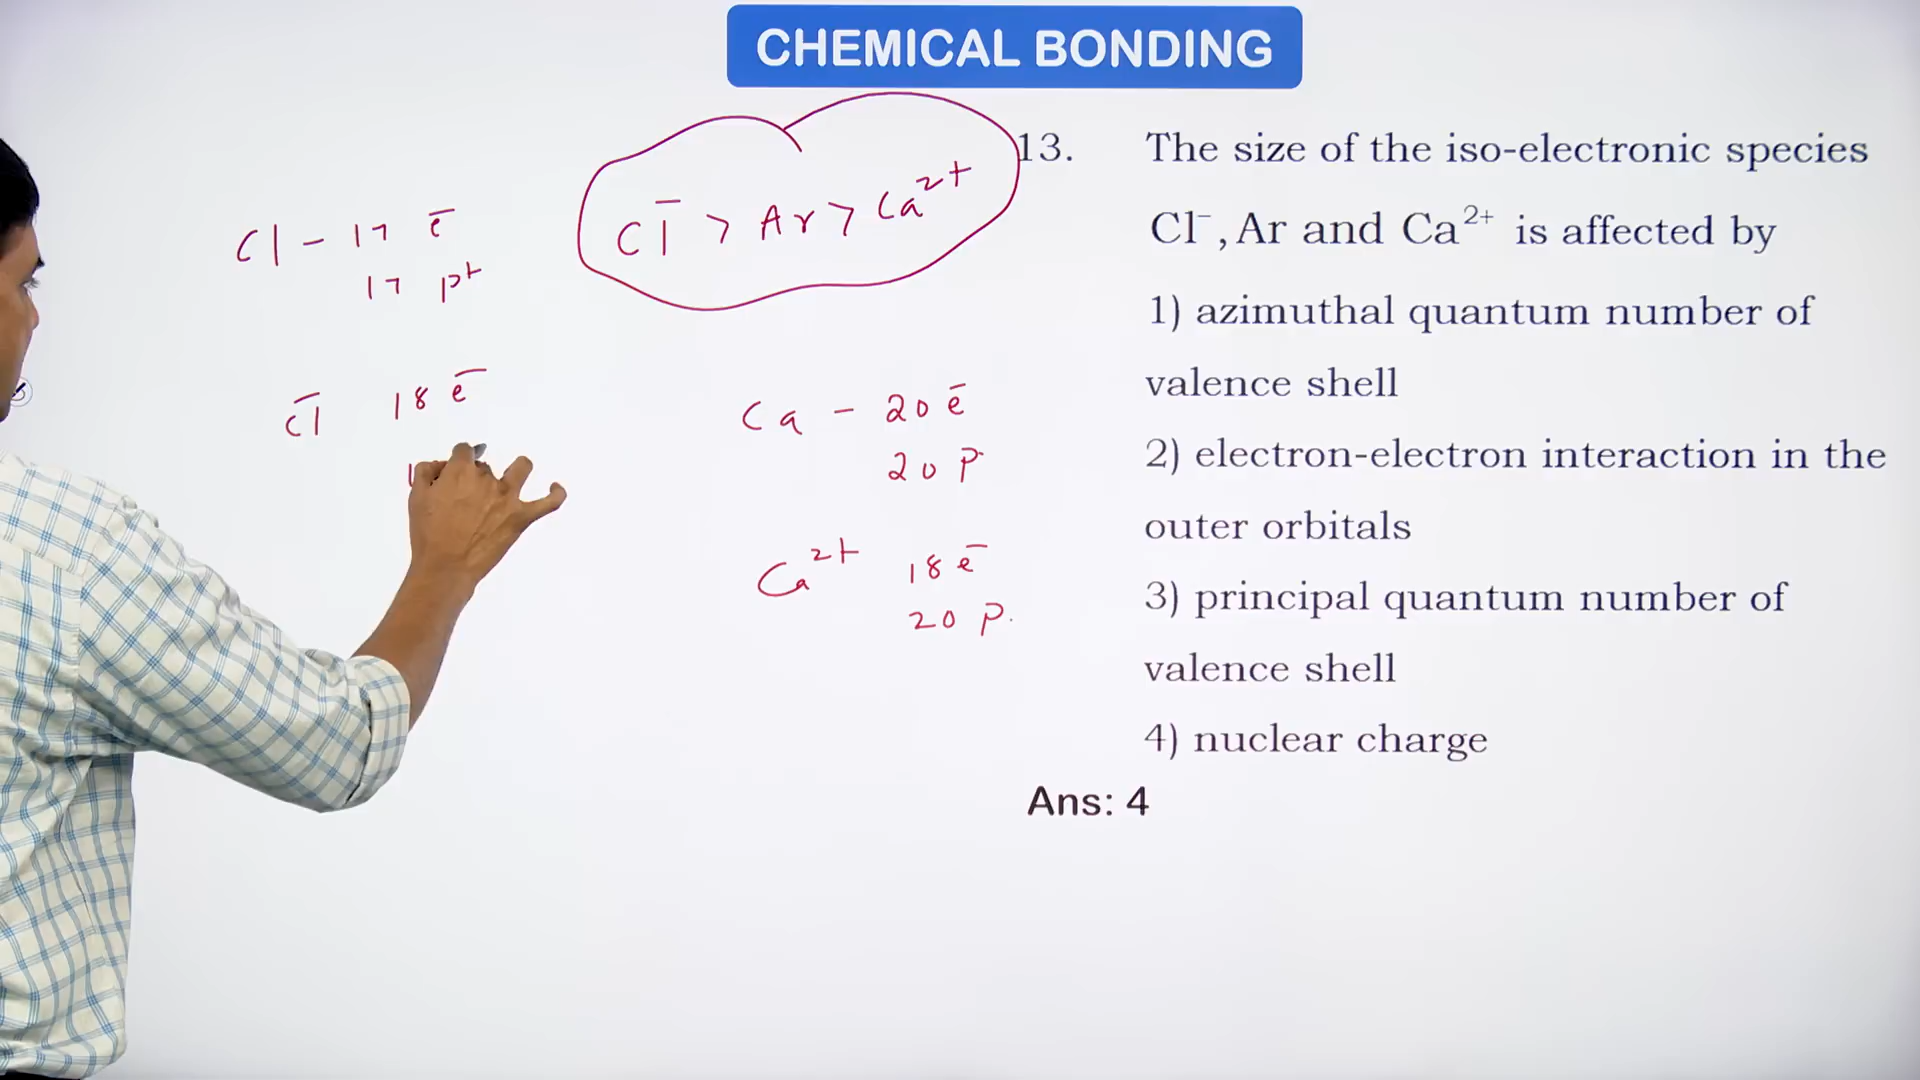 CHEMICAL BONDING
Cl - 17 e̅
17 p+
Cl̅ > Ar > Ca²⁺
Cl̅ 18 e̅
1
Ca - 20 e̅
20 p.
Ca²⁺ 18 e̅
20 p.
13. The size of the iso-electronic species
Cl⁻, Ar and Ca²⁺ is affected by
1) azimuthal quantum number of
valence shell
2) electron-electron interaction in the
outer orbitals
3) principal quantum number of
valence shell
4) nuclear charge
Ans: 4